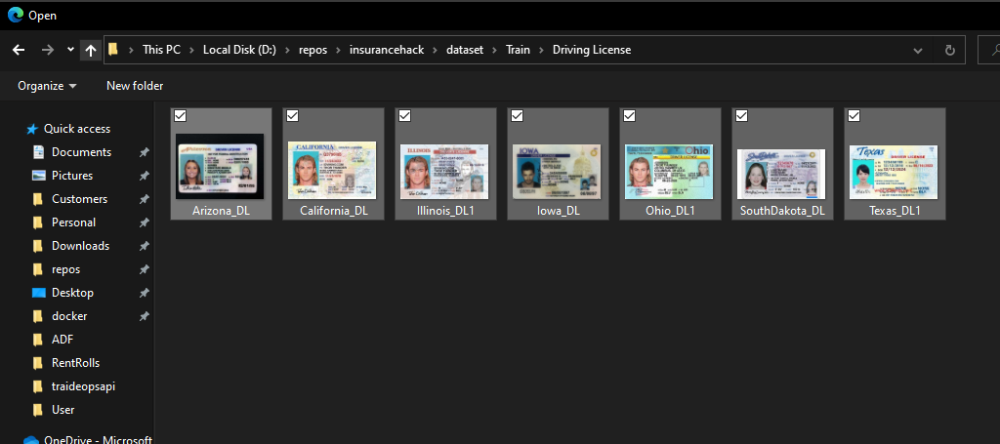 Open
This PC > Local Disk (D:) > repos > insurancehack > dataset > Train > Driving License
Organize New folder
Quick access
Documents
Pictures
Customers
Personal
Downloads
repos
Desktop
docker
ADF
RentRolls
traideopsapi
User
OneDrive - Microsoft
CALIFORNIA
ILLINOIS
IOWA
Ohio
Texas
Arizona_DL
California_DL
Illinois_DL1
Iowa_DL
Ohio_DL1
SouthDakota_DL
Texas_DL1